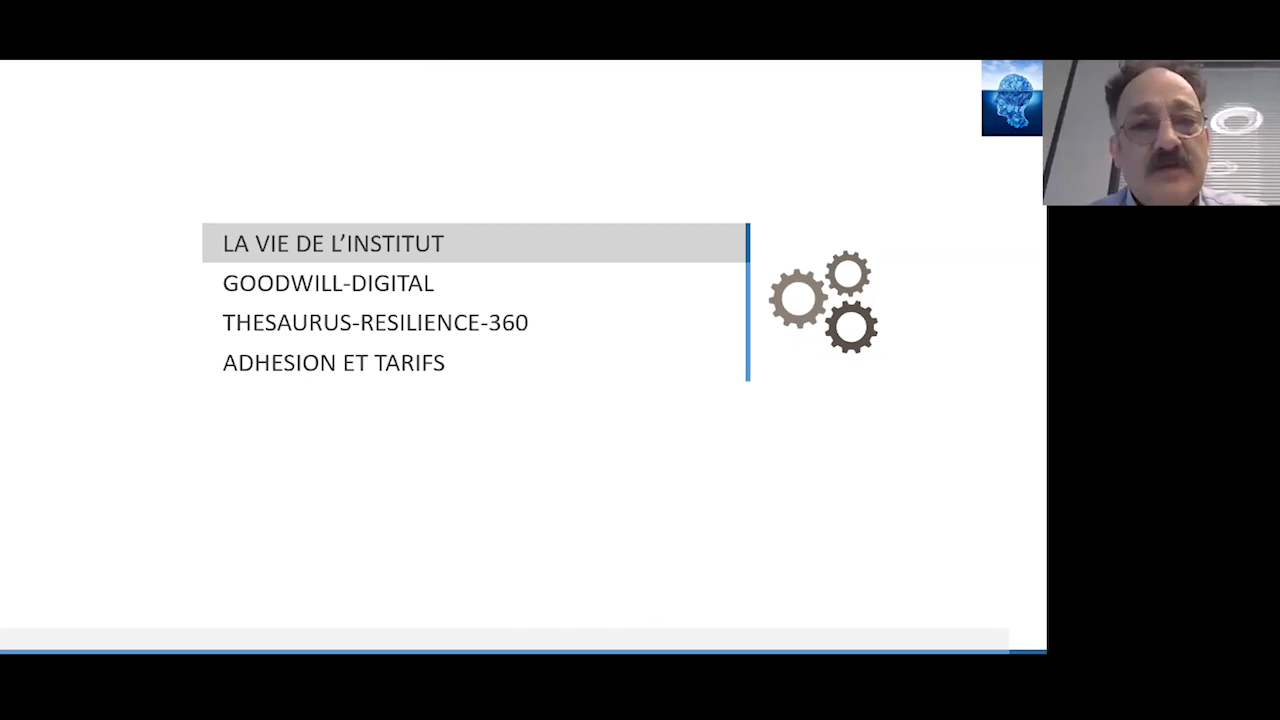 LA VIE DE L’INSTITUT
GOODWILL-DIGITAL
THESAURUS-RESILIENCE-360
ADHESION ET TARIFS